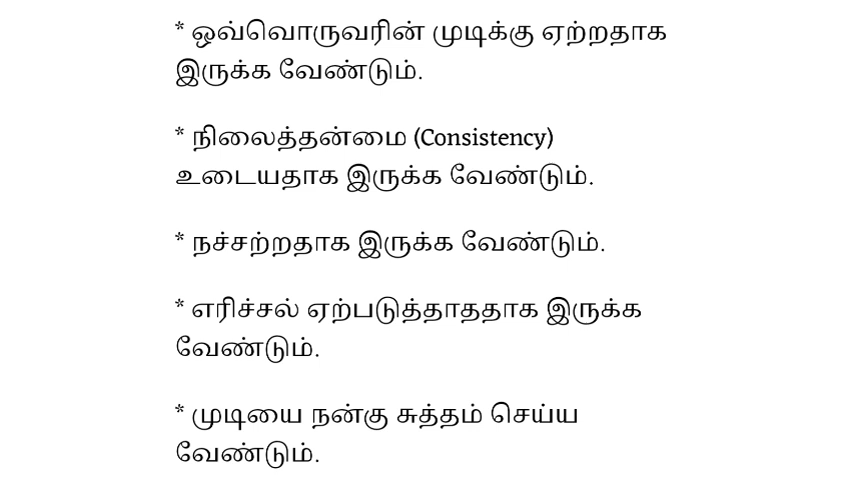 * ஒவ்வொருவரின் முடிக்கு ஏற்றதாக
இருக்க வேண்டும்.
* நிலைத்தன்மை (Consistency)
உடையதாக இருக்க வேண்டும்.
* நச்சற்றதாக இருக்க வேண்டும்.
* எரிச்சல் ஏற்படுத்தாததாக இருக்க
வேண்டும்.
* முடியை நன்கு சுத்தம் செய்ய
வேண்டும்.